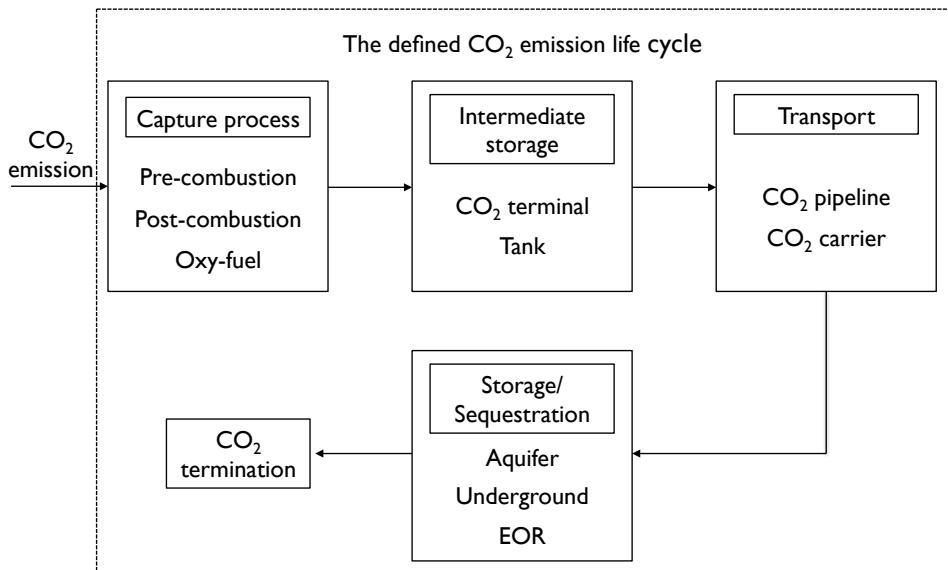 The defined CO₂ emission life cycle
CO₂
emission
Capture process
Pre-combustion
Post-combustion
Oxy-fuel
Intermediate
storage
CO₂ terminal
Tank
Transport
CO₂ pipeline
CO₂ carrier
Storage/
Sequestration
Aquifer
Underground
EOR
CO₂
termination